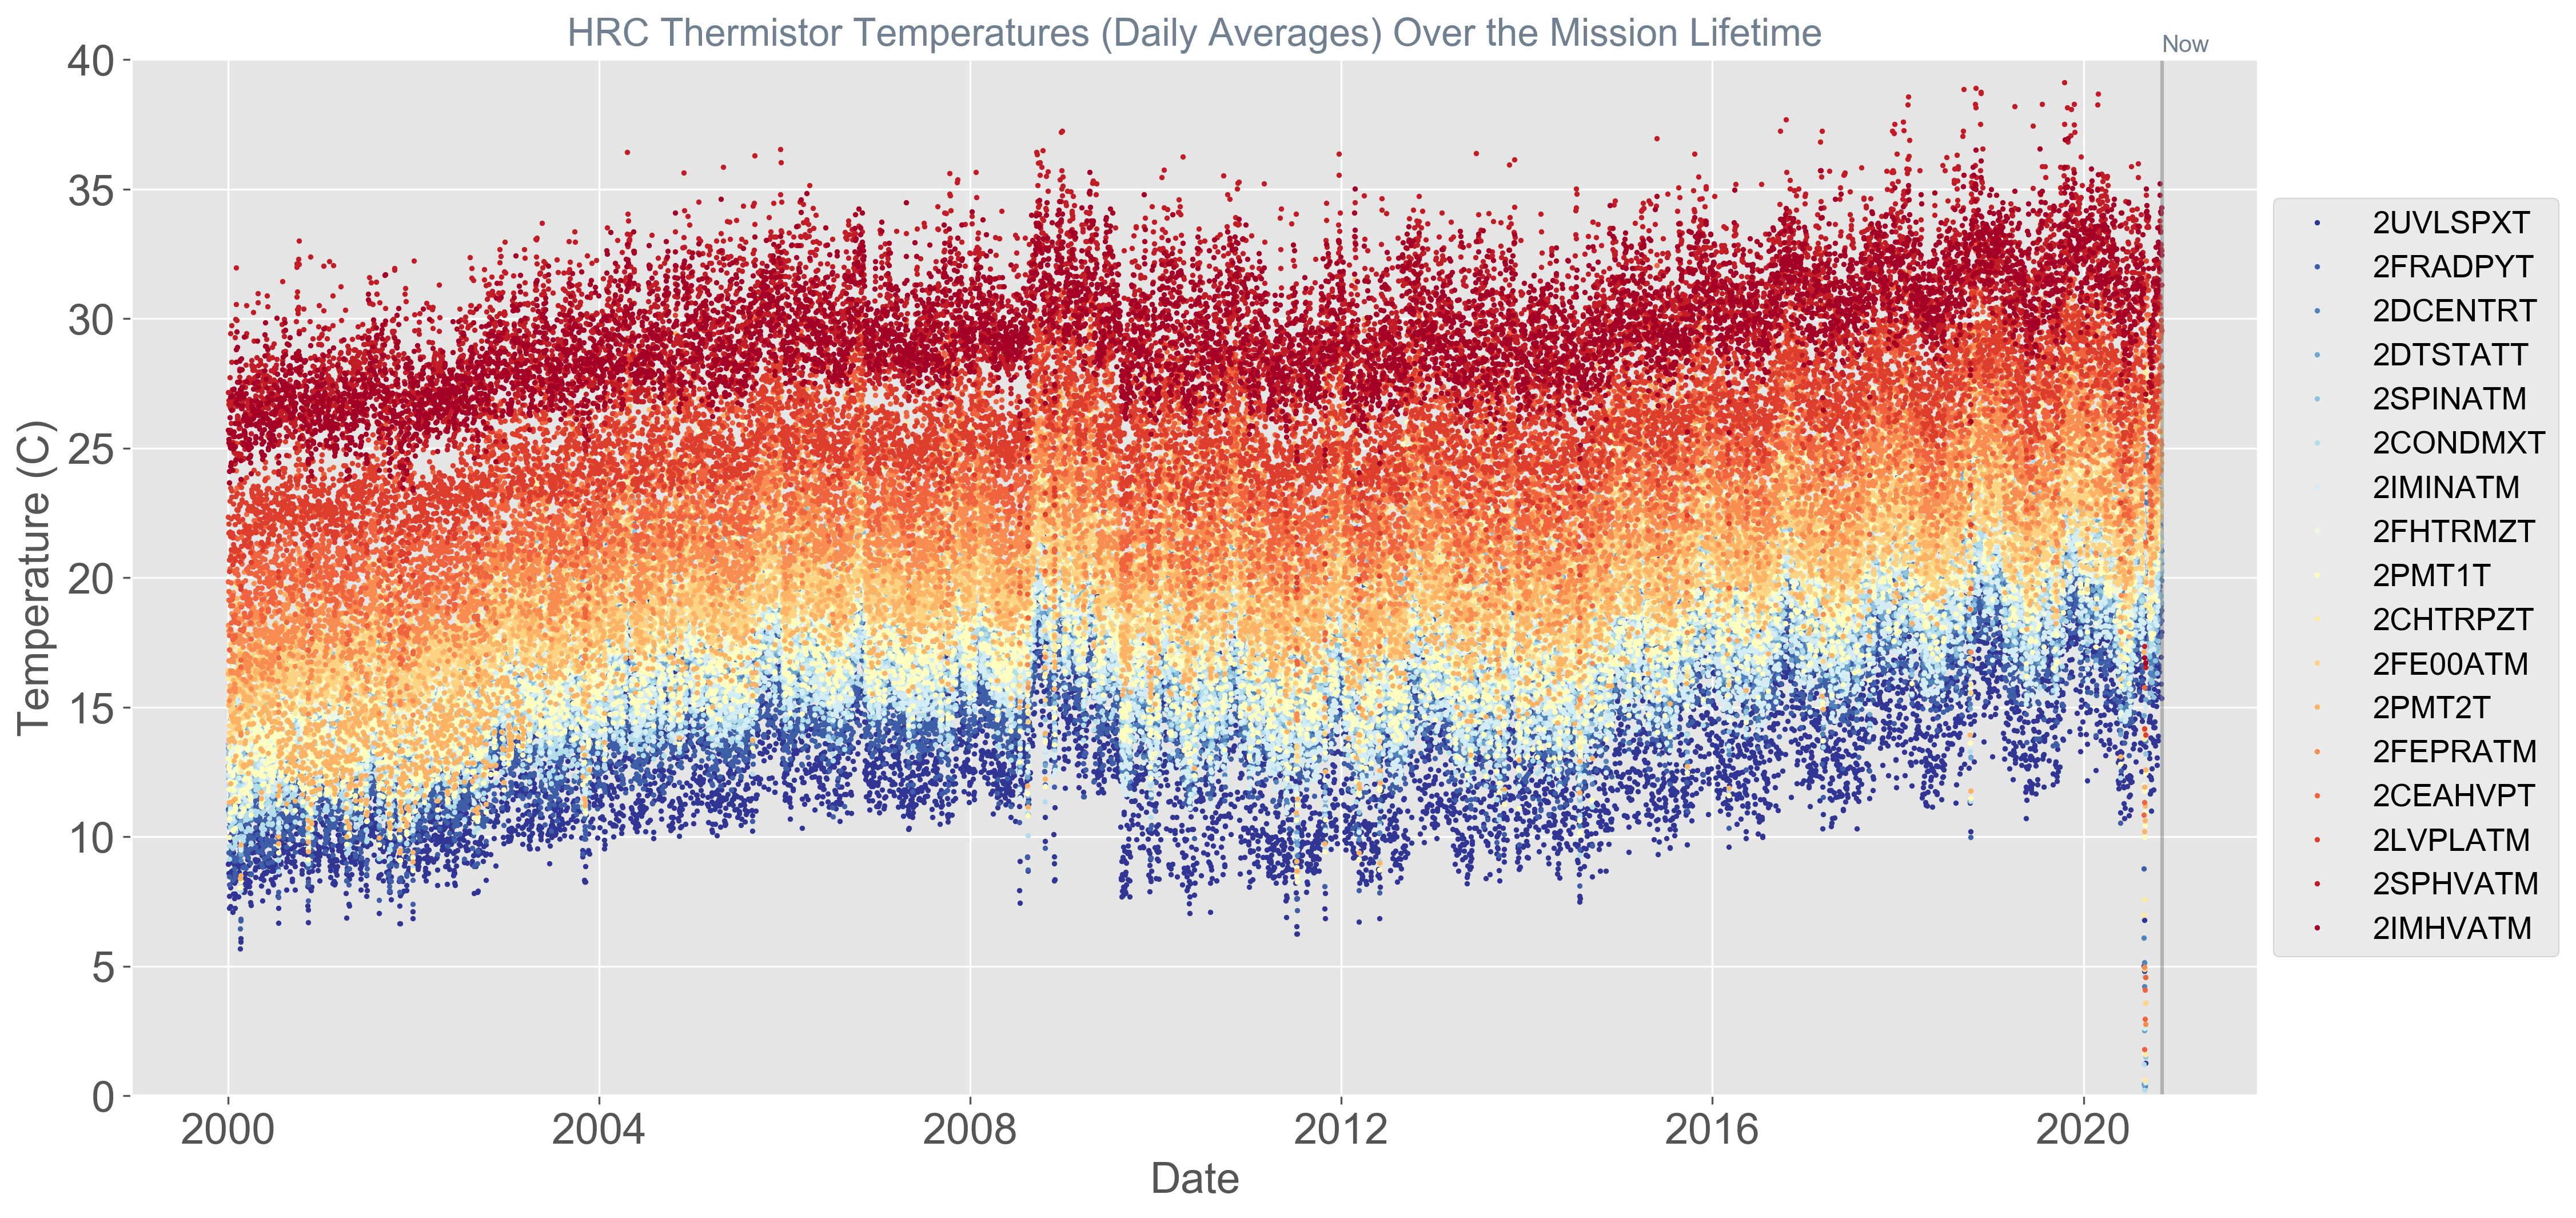 HRC Thermistor Temperatures (Daily Averages) Over the Mission Lifetime
Now
40
35
30
25
20
15
10
5
0
Temperature (C)
2000
2004
2008
2012
2016
2020
Date
2UVLSPXT
2FRADPYT
2DCENTRT
2DTSTATT
2SPINATM
2CONDMXT
2IMINATM
2FHTRMZT
2PMT1T
2CHTRPZT
2FE00ATM
2PMT2T
2FEPRATM
2CEAHVPT
2LVPLATM
2SPHVATM
2IMHVATM